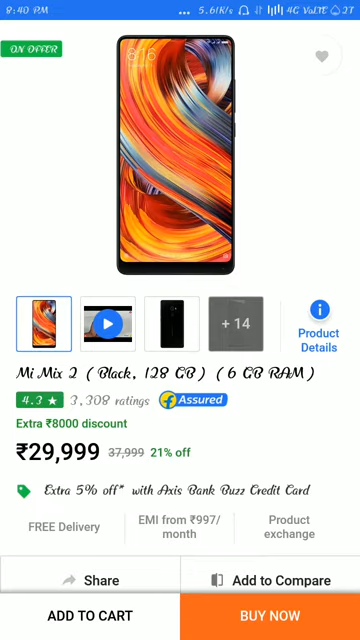 8:40 PM ... 5.61K/s 4G VoLTE 27
ON OFFER
8:16
+ 14
Product
Details
Mi Mix 2 (Black, 128 GB) (6 GB RAM)
4.3 ★ 3,308 ratings Assured
Extra ₹8000 discount
₹29,999 37,999 21% off
Extra 5% off* with Axis Bank Buzz Credit Card
FREE Delivery
EMI from ₹997/
month
Product
exchange
Share
Add to Compare
ADD TO CART
BUY NOW